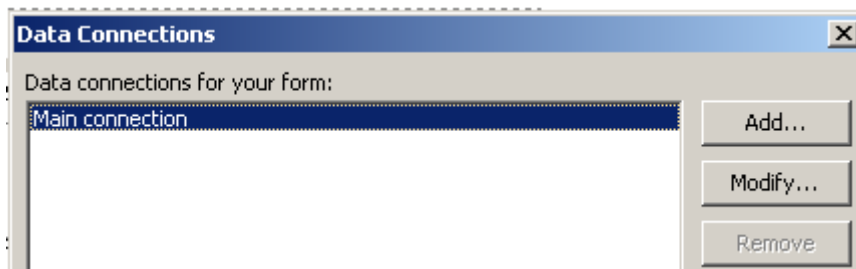 Data Connections
Data connections for your form:
Main connection
Add...
Modify...
Remove